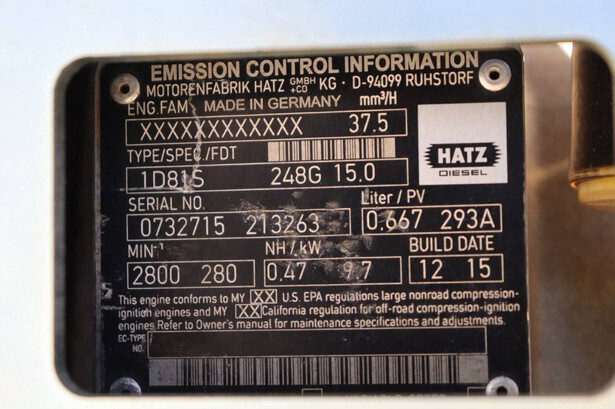 EMISSION CONTROL INFORMATION
MOTORENFABRIK HATZ GMBH +CO KG · D-94099 RUHSTORF
ENG.FAM. MADE IN GERMANY mm³/H
XXXXXXXXXXXX 37.5
TYPE/SPEC/FDT
1D81S 248G 15.0
HATZ
DIESEL
SERIAL NO. Liter / PV
0732715 213263 0.667 293A
MIN-¹ NH / kW BUILD DATE
2800 280 0.47 9.7 12 15
This engine conforms to MY XX U.S. EPA regulations large nonroad compression-
ignition engines and MY XX California regulation for off-road compression-ignition
engines. Refer to Owner's manual for maintenance specifications and adjustments.
EC-TYPE
NO.